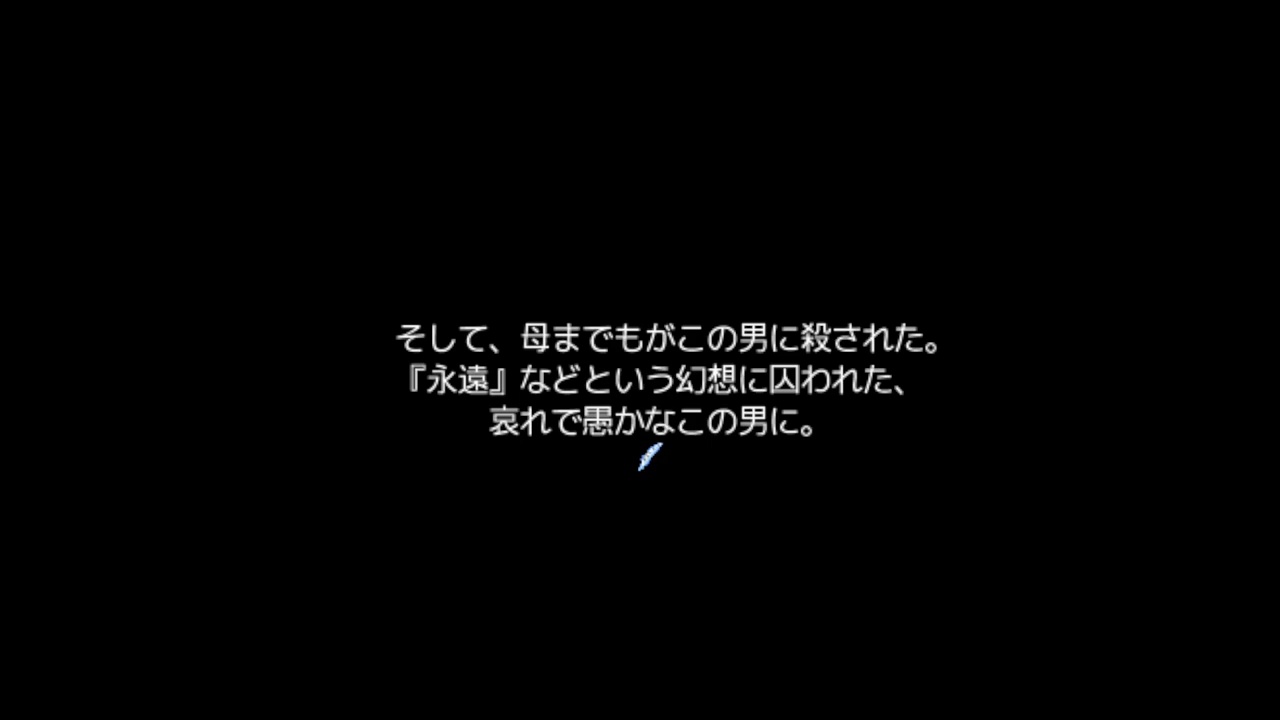 そして、母までもがこの男に殺された。
『永遠』などという幻想に囚われた、
哀れで愚かなこの男に。